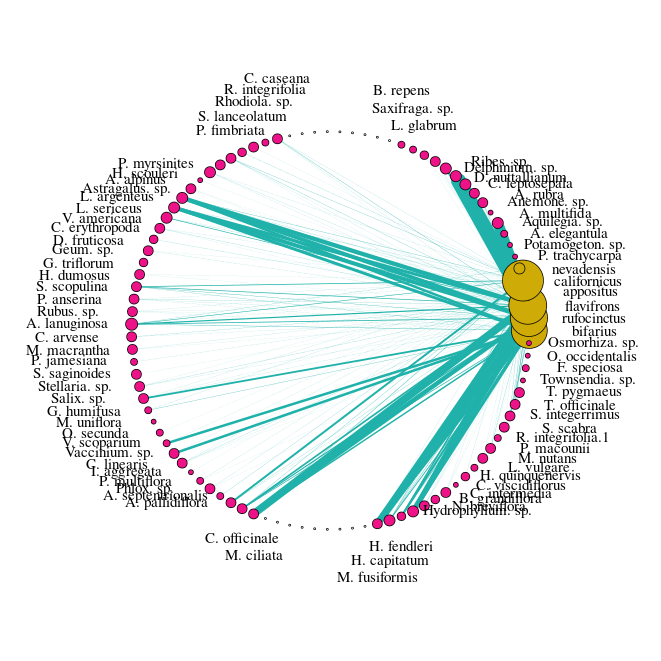 C. caseana
R. integrifolia
Rhodiola. sp.
S. lanceolatum
P. fimbriata
B. repens
Saxifraga. sp.
L. glabrum
P. myrsinites
H. scouleri
A. alpinus
Astragalus. sp.
L. argenteus
L. sericeus
V. americana
C. erythropoda
D. fruticosa
Geum. sp.
G. triflorum
H. dumosus
S. scopulina
P. anserina
Rubus. sp.
A. lanuginosa
C. arvense
M. macrantha
P. jamesiana
S. saginoides
Stellaria. sp.
Salix. sp.
G. humifusa
M. uniflora
O. secunda
V. scoparium
Vaccinium. sp.
G. linearis
I. aggregata
P. multiflora
Phlox. sp.
A. septentrionalis
A. pallidiflora
C. officinale
M. ciliata
Ribes. sp.
Delphinium. sp.
D. nuttallianum
C. leptosepala
A. rubra
Anemone. sp.
A. multifida
Aquilegia. sp.
A. elegantula
Potamogeton. sp.
P. trachycarpa
nevadensis
californicus
appositus
flavifrons
rufocinctus
bifarius
Osmorhiza. sp.
O. occidentalis
F. speciosa
Townsendia. sp.
T. pygmaeus
T. officinale
S. integerrimus
S. scabra
R. integrifolia.1
P. macounii
M. nutans
L. vulgare
H. quinquenervis
C. viscidiflorus
C. intermedia
B. grandiflora
N. breviflora
Hydrophyllum. sp.
H. fendleri
H. capitatum
M. fusiformis